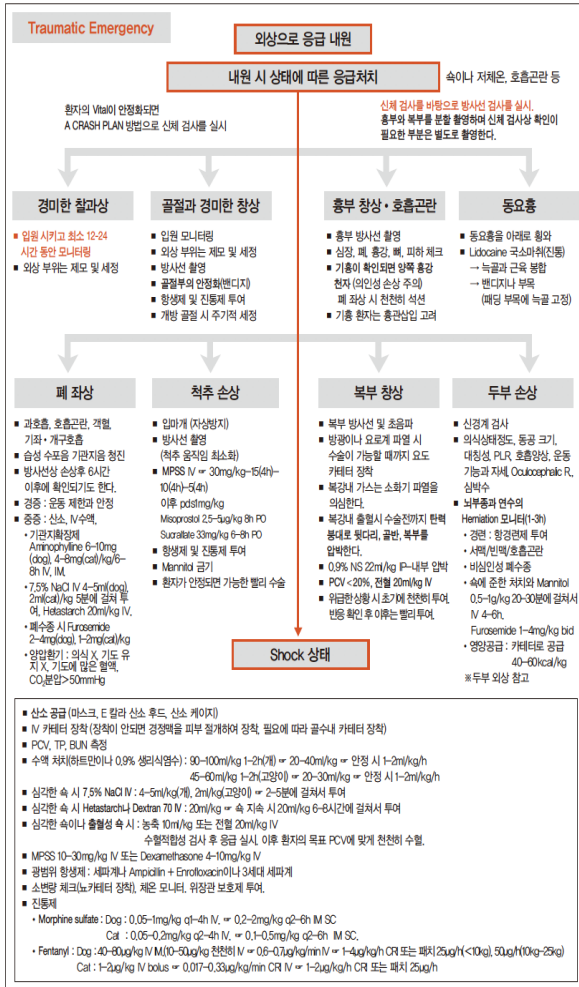 Traumatic Emergency
외상으로 응급 내원
내원 시 상태에 따른 응급처치
쇽이나 저체온, 호흡곤란 등
환자의 Vital이 안정화되면
A CRASH PLAN 방법으로 신체 검사를 실시
신체 검사를 바탕으로 방사선 검사를 실시.
흉부와 복부를 분할 촬영하며 신체 검사상 확인이
필요한 부분은 별도로 촬영한다.
경미한 찰과상
■ 입원 시키고 최소 12-24
시간 동안 모니터링
■ 외상 부위는 제모 및 세정
골절과 경미한 창상
■ 입원 모니터링
■ 외상 부위는 제모 및 세정
■ 방사선 촬영
■ 골절부의 안정화(밴디지)
■ 항생제 및 진통제 투여
■ 개방 골절 시 주기적 세정
흉부 창상・호흡곤란
■ 흉부 방사선 촬영
■ 심장, 폐, 흉강, 뼈, 피하 체크
■ 기흉이 확인되면 양쪽 흉강
천자 (의인성 손상 주의)
폐 좌상 시 천천히 석션
■ 기흉 환자는 흉관삽입 고려
동요흉
■ 동요흉을 아래로 횡와
■ Lidocaine 국소마취(진통)
→ 늑골과 근육 봉합
→ 밴디지나 부목
(패딩 부목에 늑골 고정)
폐 좌상
■ 과호흡, 호흡곤란, 객혈,
기좌・개구호흡
■ 습성 수포음 기관지음 청진
■ 방사선상 손상후 6시간
이후에 확인되기도 한다.
■ 경증 : 운동 제한과 안정
■ 중증 : 산소, IV수액,
• 기관지확장제
Aminophylline 6-10mg
(dog), 4-8mg(cat)/kg/6-
8h IV, IM.
• 7.5% NaCl IV 4-5ml(dog),
2ml(cat)/kg 5분에 걸쳐 투
여, Hetastarch 20ml/kg IV.
• 폐수종 시 Furosemide
2-4mg(dog), 1-2mg(cat)/kg
• 양압환기 : 의식 X, 기도 유
지 X, 기도에 많은 혈액,
CO₂분압>50mmHg
척추 손상
■ 입마개 (자상방지)
■ 방사선 촬영
(척추 움직임 최소화)
■ MPSS IV ☞ 30mg/kg-15(4h)-
10(4h)-5(4h)
이후 pds1mg/kg
Misoprostol 2.5-5μg/kg 8h PO
Sucralfate 33mg/kg 6-8h PO
■ 항생제 및 진통제 투여
■ Mannitol 금기
■ 환자가 안정되면 가능한 빨리 수술
복부 창상
■ 복부 방사선 및 초음파
■ 방광이나 요로계 파열 시
수술이 가능할 때까지 요도
카테터 장착
■ 복강내 가스는 소화기 파열을
의심한다.
■ 복강내 출혈시 수술전까지 탄력
붕대로 뒷다리, 골반, 복부를
압박한다.
■ 0.9% NS 22ml/kg IP-내부 압박
■ PCV <20%, 전혈 20ml/kg IV
■ 위급한 상황 시 초기에 천천히 투여.
반응 확인 후 이후는 빨리 투여.
두부 손상
■ 신경계 검사
■ 의식상태정도, 동공 크기,
대칭성, PLR, 호흡양상, 운동
기능과 자세, Oculocephalic R.,
심박수
■ 뇌부종과 연수의
Herniation 모니터(1-3h)
• 경련 : 항경련제 투여
• 서맥/빈맥/호흡곤란
• 비심인성 폐수종
• 쇽에 준한 처치와 Mannitol
0.5-1g/kg 20-30분에 걸쳐서
IV 4-6h,
Furosemide 1-4mg/kg bid
• 영양공급 : 카테터로 공급
40-60kcal/kg
※두부 외상 참고
Shock 상태
■ 산소 공급 (마스크, E 칼라 산소 후드, 산소 케이지)
■ IV 카테터 장착 (장착이 안되면 경정맥을 피부 절개하여 장착, 필요에 따라 골수내 카테터 장착)
■ PCV, TP, BUN 측정
■ 수액 처치(하트만이나 0.9% 생리식염수) : 90-100ml/kg 1-2h(개) ☞ 20-40ml/kg ☞ 안정 시 1-2ml/kg/h
45-60ml/kg 1-2h(고양이) ☞ 20-30ml/kg ☞ 안정 시 1-2ml/kg/h
■ 심각한 쇽 시 7.5% NaCl IV : 4-5ml/kg(개), 2ml/kg(고양이) ☞ 2-5분에 걸쳐서 투여
■ 심각한 쇽 시 Hetastarch나 Dextran 70 IV : 20ml/kg ☞ 쇽 지속 시 20ml/kg 6-8시간에 걸쳐서 투여
■ 심각한 쇽이나 출혈성 쇽 시 : 농축 10ml/kg 또는 전혈 20ml/kg IV
수혈적합성 검사 후 응급 실시, 이후 환자의 목표 PCV에 맞게 천천히 수혈.
■ MPSS 10-30mg/kg IV 또는 Dexamethasone 4-10mg/kg IV
■ 광범위 항생제 : 세파계나 Ampicillin + Enrofloxacin이나 3세대 세파계
■ 소변량 체크(뇨카테터 장착), 체온 모니터, 위장관 보호제 투여.
■ 진통제
• Morphine sulfate : Dog : 0.05-1mg/kg q1-4h IV, ☞ 0.2-2mg/kg q2-6h IM SC
Cat : 0.05-0.2mg/kg q2-4h IV, ☞ 0.1-0.5mg/kg q2-6h IM SC.
• Fentanyl : Dog : 40-80μg/kg IV IM,(10-50μg/kg 천천히 IV ☞ 0.6-0.7μg/kg/min IV ☞ 1-4μg/kg/h CRI 또는 패치 25μg/h(<10kg), 50μg/h(10kg-25kg)
Cat : 1-2μg/kg IV bolus ☞ 0.017-0.33μg/kg/min CRI IV ☞ 1-2μg/kg/h CRI 또는 패치 25μg/h